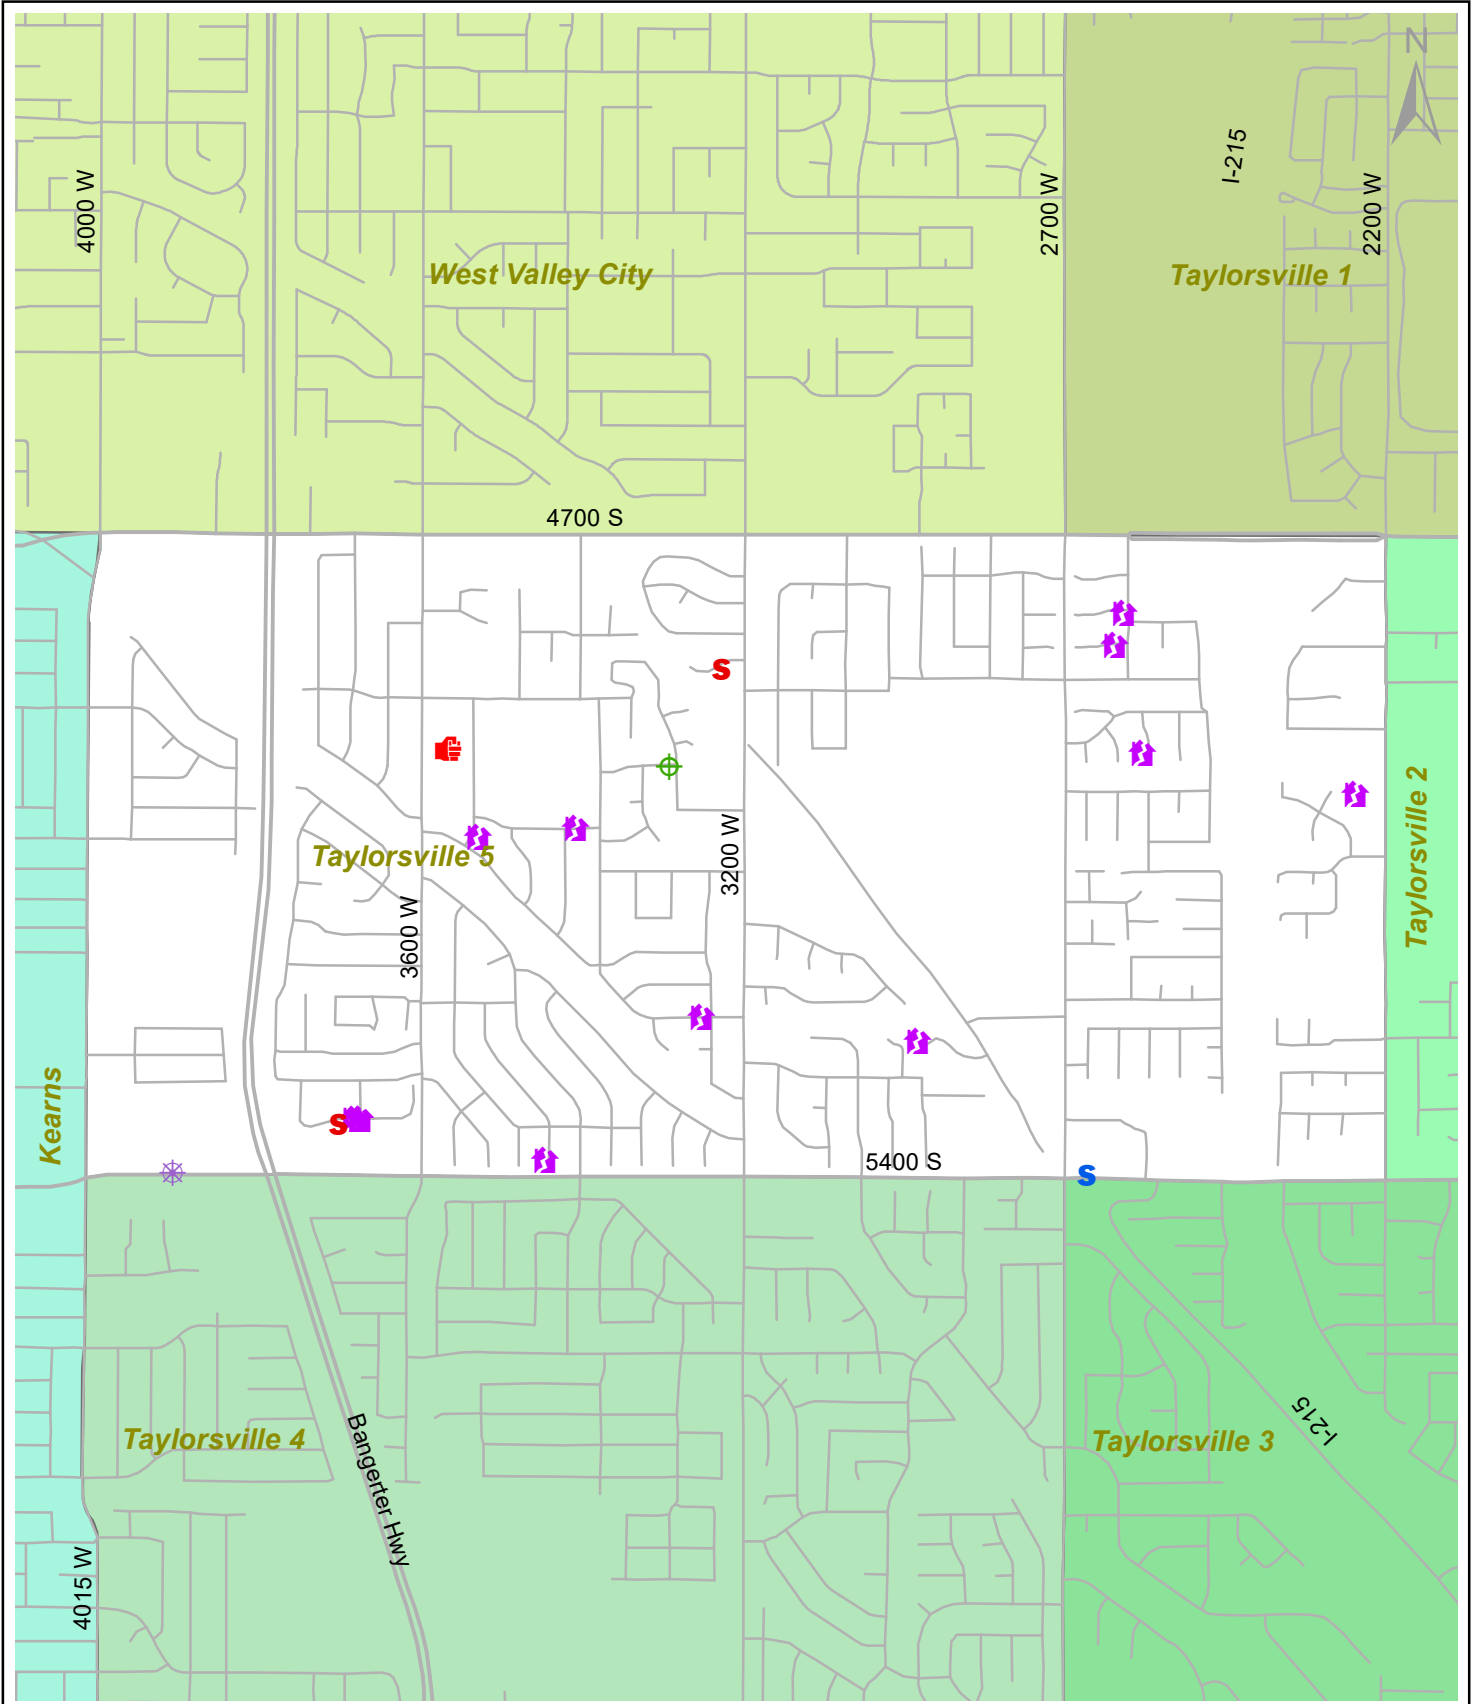 N
I-215
4000 W
2700 W
2200 W
West Valley City
Taylorsville 1
4700 S
S
Taylorsville 2
3200 W
Taylorsville 5
3600 W
Kearns
S
5400 S
S
Taylorsville 4
Bangerter Hwy
Taylorsville 3
I-215
4015 W